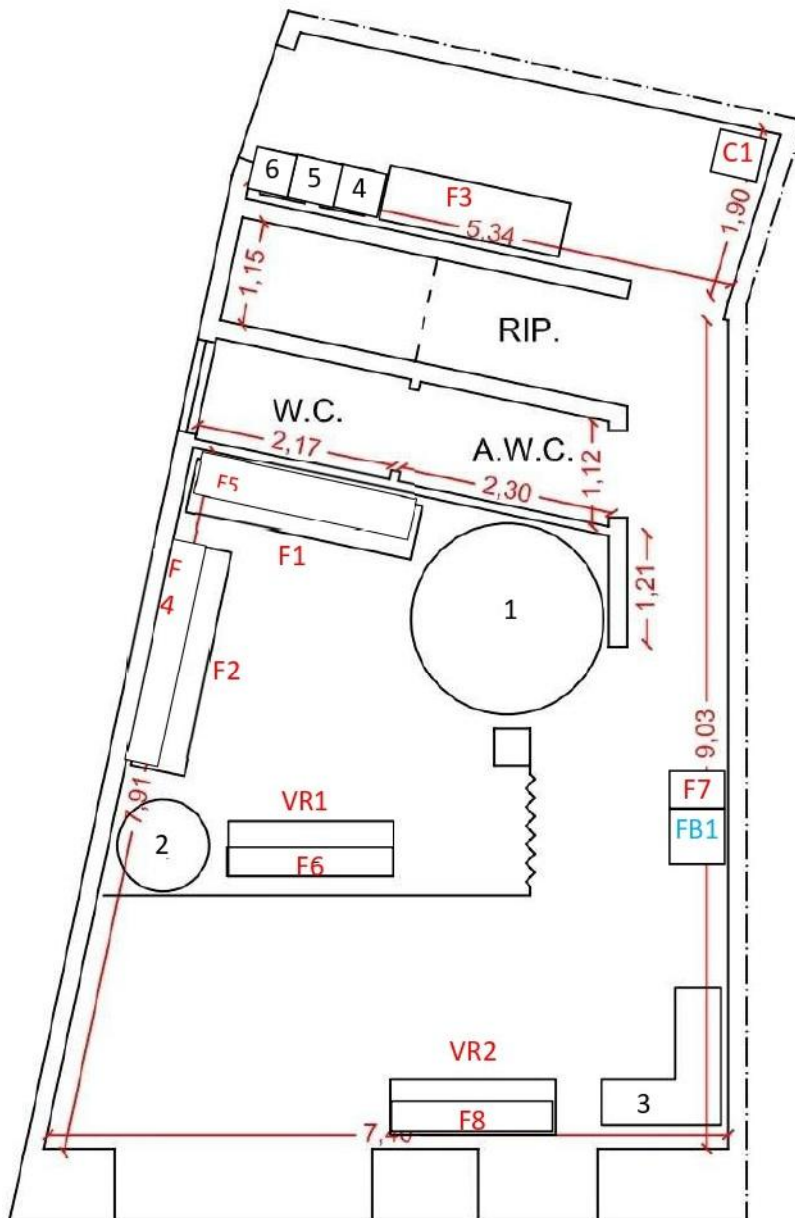 C1
6
5
4
F3
5,34
1,90
1,15
RIP.
W.C.
A.W.C.
2,17
2,30
1,12
F5
F1
1
1,21
F
4
F2
9,03
F7
FB1
7,91
VR1
2
F6
VR2
3
F8
7,40